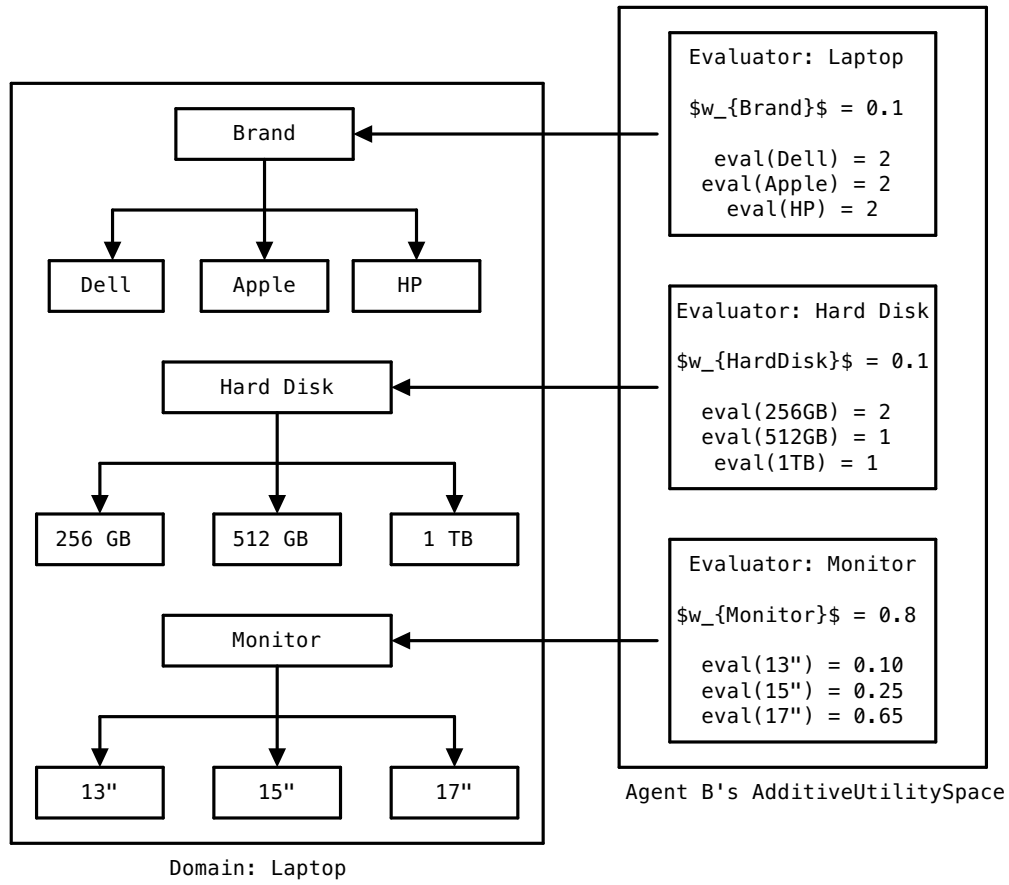 Brand
Dell Apple HP
Hard Disk
256 GB 512 GB 1 TB
Monitor
13" 15" 17"
Domain: Laptop
Evaluator: Laptop
$w_{Brand}$ = 0.1
eval(Dell) = 2
eval(Apple) = 2
eval(HP) = 2
Evaluator: Hard Disk
$w_{HardDisk}$ = 0.1
eval(256GB) = 2
eval(512GB) = 1
eval(1TB) = 1
Evaluator: Monitor
$w_{Monitor}$ = 0.8
eval(13") = 0.10
eval(15") = 0.25
eval(17") = 0.65
Agent B's AdditiveUtilitySpace